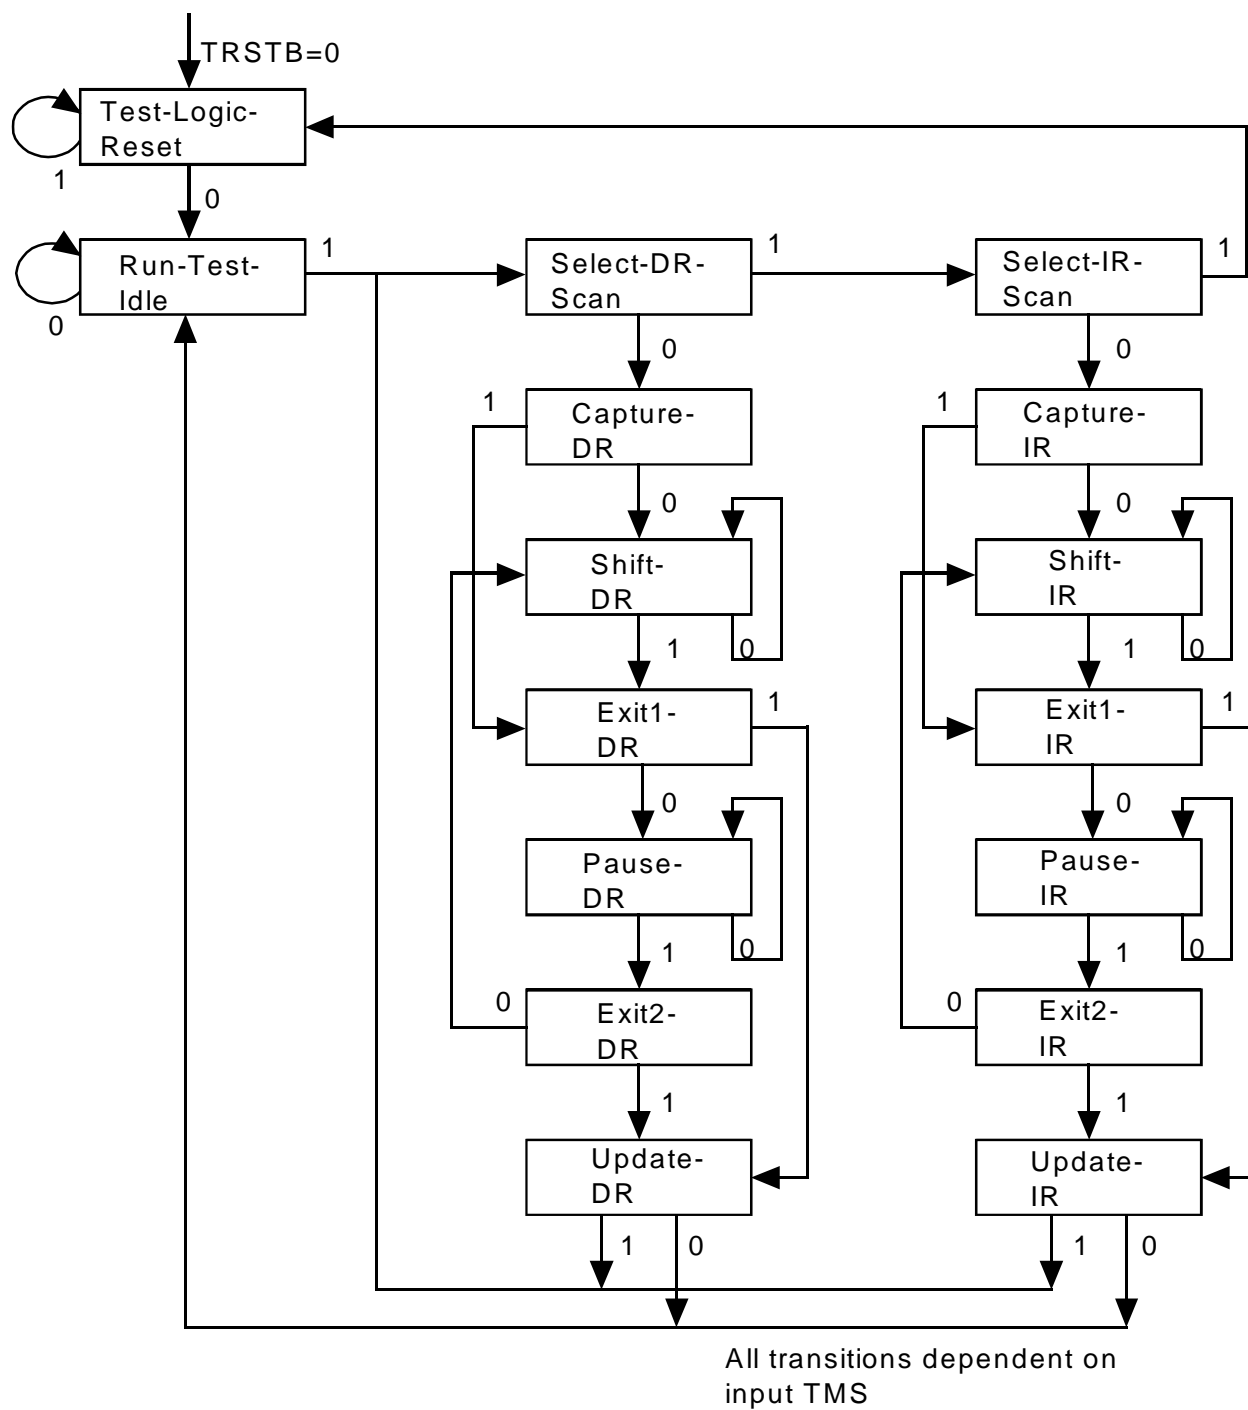 TRSTB=0
Test-Logic-
Reset
1
0
Run-Test-
Idle
1
0
Select-DR-
Scan
1
Select-IR-
Scan
1
0
0
1
Capture-
DR
1
Capture-
IR
0
0
Shift-
DR
Shift-
IR
1
0
1
0
Exit1-
DR
1
Exit1-
IR
1
0
0
Pause-
DR
Pause-
IR
1
0
1
0
0
Exit2-
DR
0
Exit2-
IR
1
1
Update-
DR
Update-
IR
1
0
1
0
All transitions dependent on
input TMS